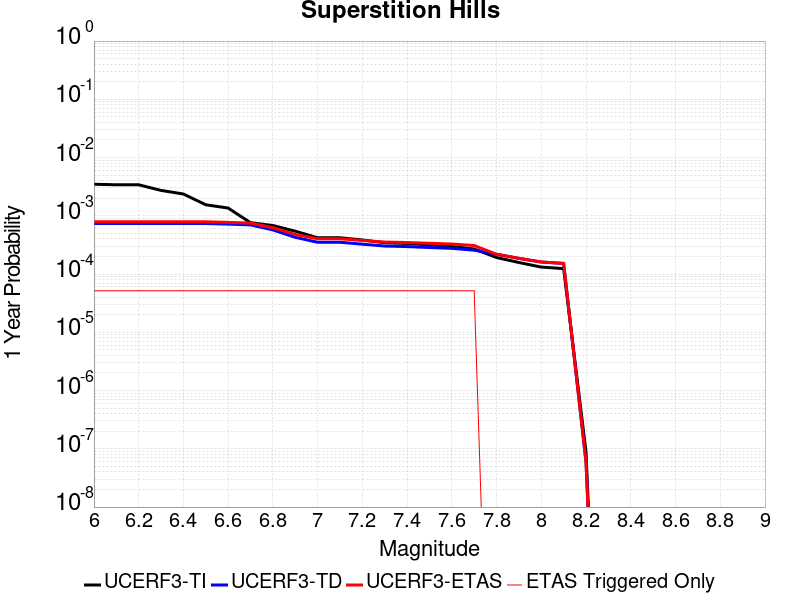 Superstition Hills
10^0
10^-1
10^-2
10^-3
10^-4
10^-5
10^-6
10^-7
10^-8
1 Year Probability
6 6.2 6.4 6.6 6.8 7 7.2 7.4 7.6 7.8 8 8.2 8.4 8.6 8.8 9
Magnitude
UCERF3-TI UCERF3-TD UCERF3-ETAS ETAS Triggered Only